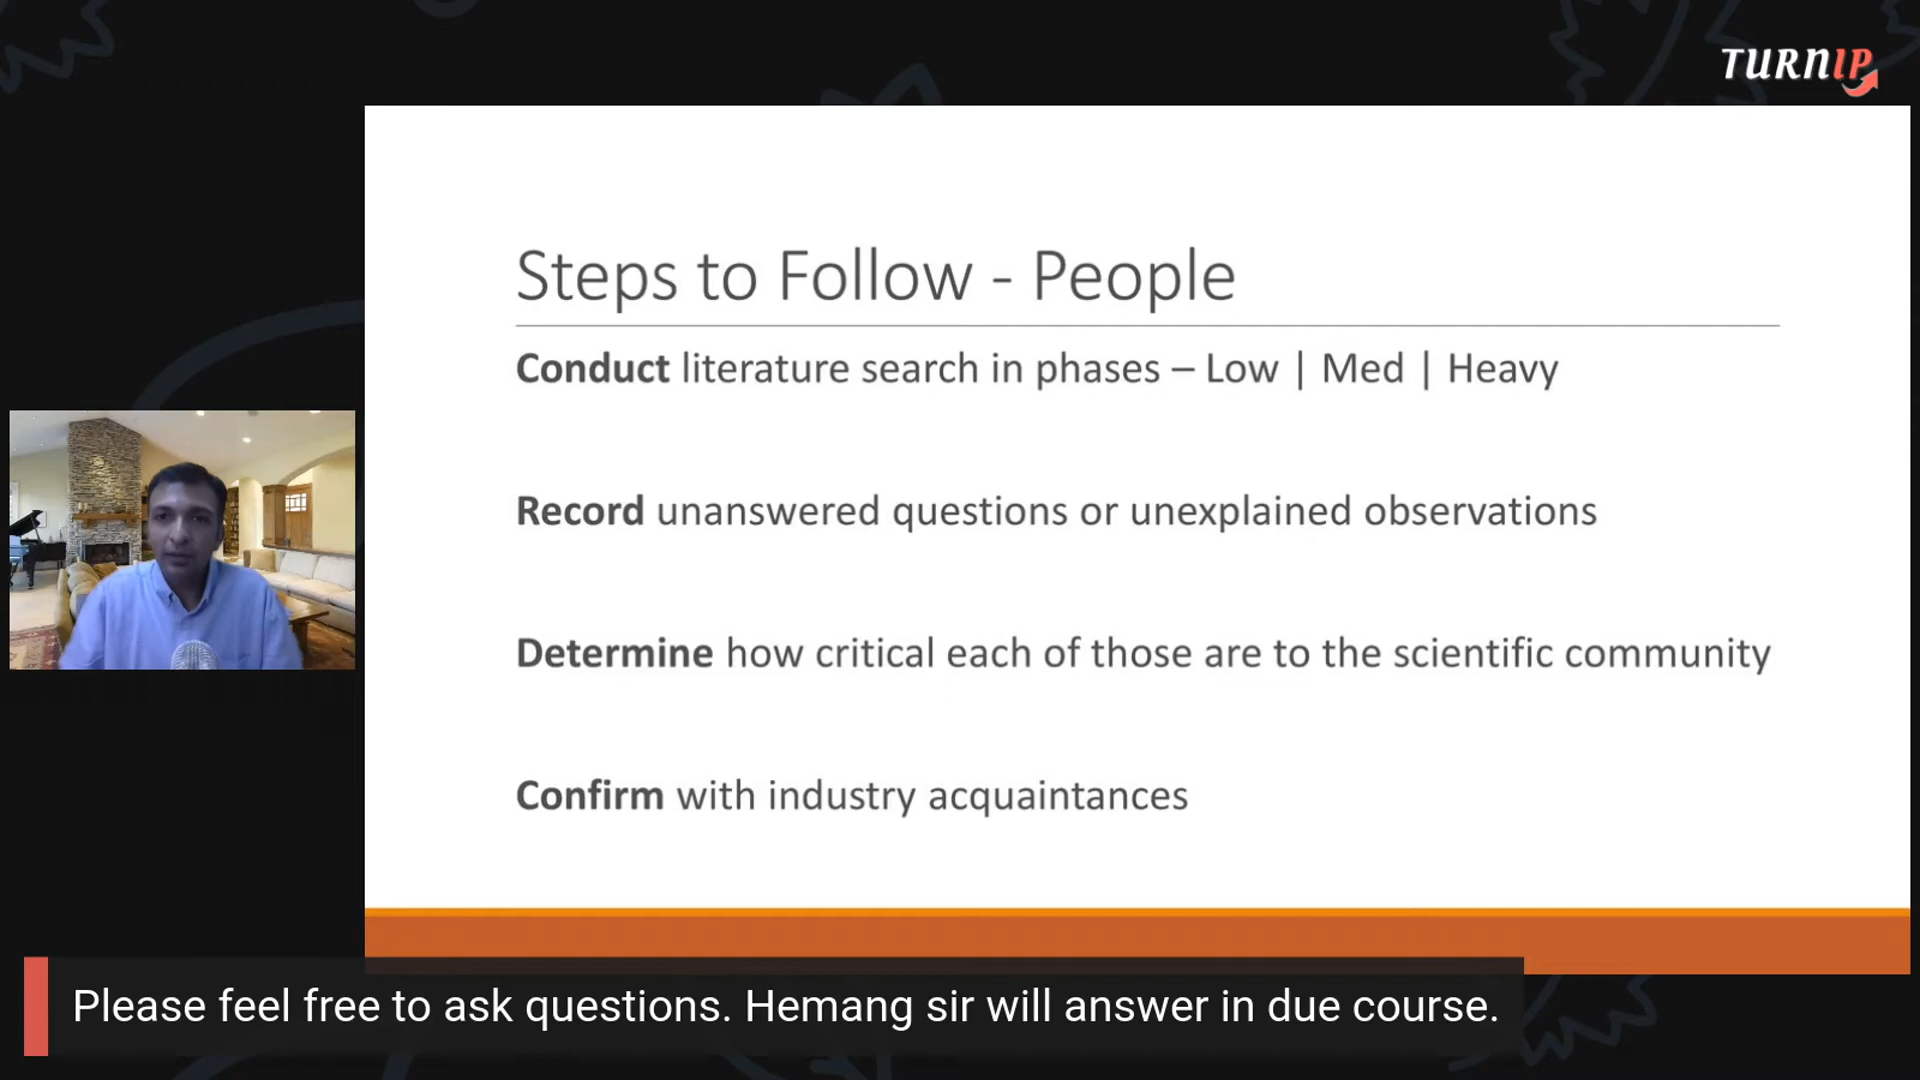 TURNIP
Steps to Follow - People
Conduct literature search in phases – Low | Med | Heavy
Record unanswered questions or unexplained observations
Determine how critical each of those are to the scientific community
Confirm with industry acquaintances
Please feel free to ask questions. Hemang sir will answer in due course.